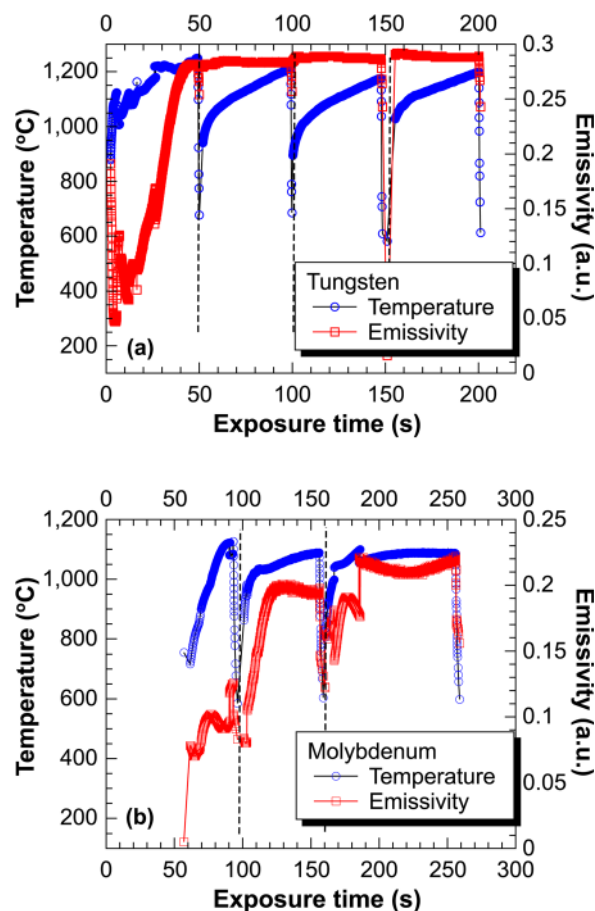 0 50 100 150 200
1,200
1,000
800
600
400
200
Temperature (°C)
0.3
0.25
0.2
0.15
0.1
0.05
0
Emissivity (a.u.)
Tungsten
Temperature
Emissivity
(a)
0 50 100 150 200
Exposure time (s)
0 50 100 150 200 250 300
1,200
1,000
800
600
400
200
Temperature (°C)
0.25
0.2
0.15
0.1
0.05
0
Emissivity (a.u.)
Molybdenum
Temperature
Emissivity
(b)
0 50 100 150 200 250 300
Exposure time (s)